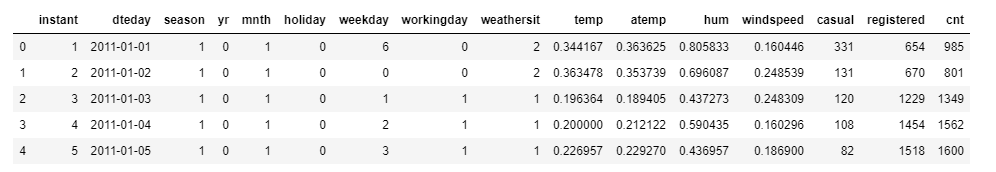 instant dteday season yr mnth holiday weekday workingday weathersit temp atemp hum windspeed casual registered cnt
0 1 2011-01-01 1 0 1 0 6 0 2 0.344167 0.363625 0.805833 0.160446 331 654 985
1 2 2011-01-02 1 0 1 0 0 0 2 0.363478 0.353739 0.696087 0.248539 131 670 801
2 3 2011-01-03 1 0 1 0 1 1 1 0.196364 0.189405 0.437273 0.248309 120 1229 1349
3 4 2011-01-04 1 0 1 0 2 1 1 0.200000 0.212122 0.590435 0.160296 108 1454 1562
4 5 2011-01-05 1 0 1 0 3 1 1 0.226957 0.229270 0.436957 0.186900 82 1518 1600